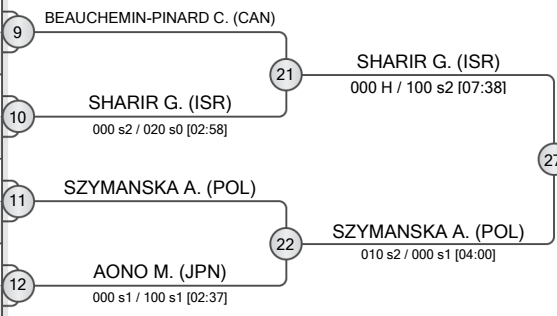 9
BEAUCHEMIN-PINARD C. (CAN)
21
SHARIR G. (ISR)
000 H / 100 s2 [07:38]
10
SHARIR G. (ISR)
000 s2 / 020 s0 [02:58]
27
11
SZYMANSKA A. (POL)
22
SZYMANSKA A. (POL)
010 s2 / 000 s1 [04:00]
12
AONO M. (JPN)
000 s1 / 100 s1 [02:37]